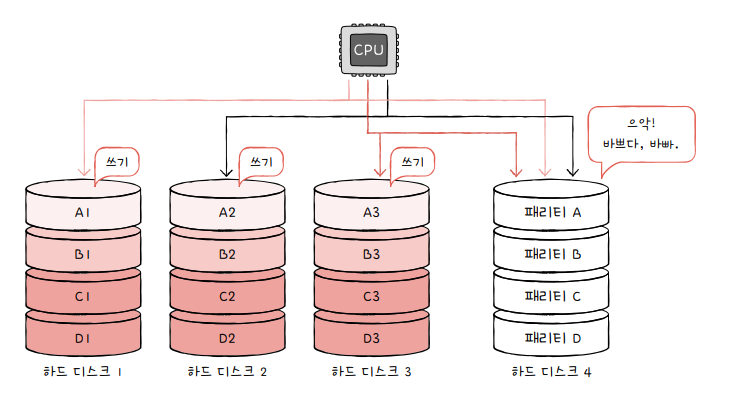 CPU
으악!
바쁘다, 바빠.
쓰기
쓰기
쓰기
A1
A2
A3
패리티 A
B1
B2
B3
패리티 B
C1
C2
C3
패리티 C
D1
D2
D3
패리티 D
하드 디스크 1
하드 디스크 2
하드 디스크 3
하드 디스크 4